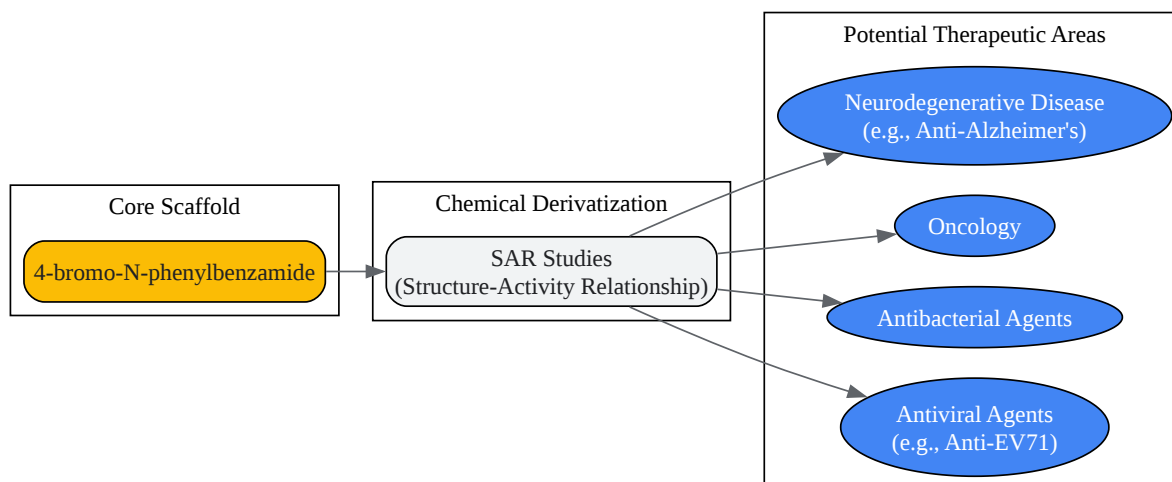 Core Scaffold
4-bromo-N-phenylbenzamide
Chemical Derivatization
SAR Studies
(Structure-Activity Relationship)
Potential Therapeutic Areas
Neurodegenerative Disease
(e.g., Anti-Alzheimer's)
Oncology
Antibacterial Agents
Antiviral Agents
(e.g., Anti-EV71)